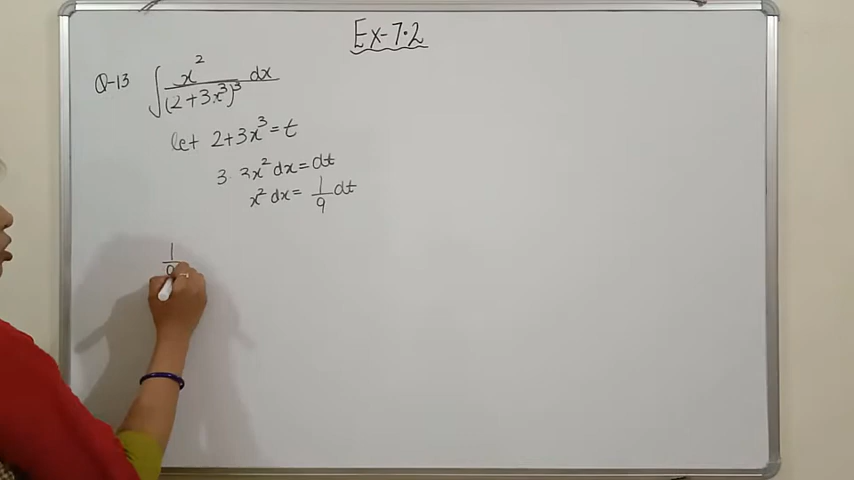 Ex-7.2
Q-13 ∫ x² dx / (2+3x³)³
let 2+3x³=t
3. 3x² dx = dt
x² dx = 1/9 dt
1/9